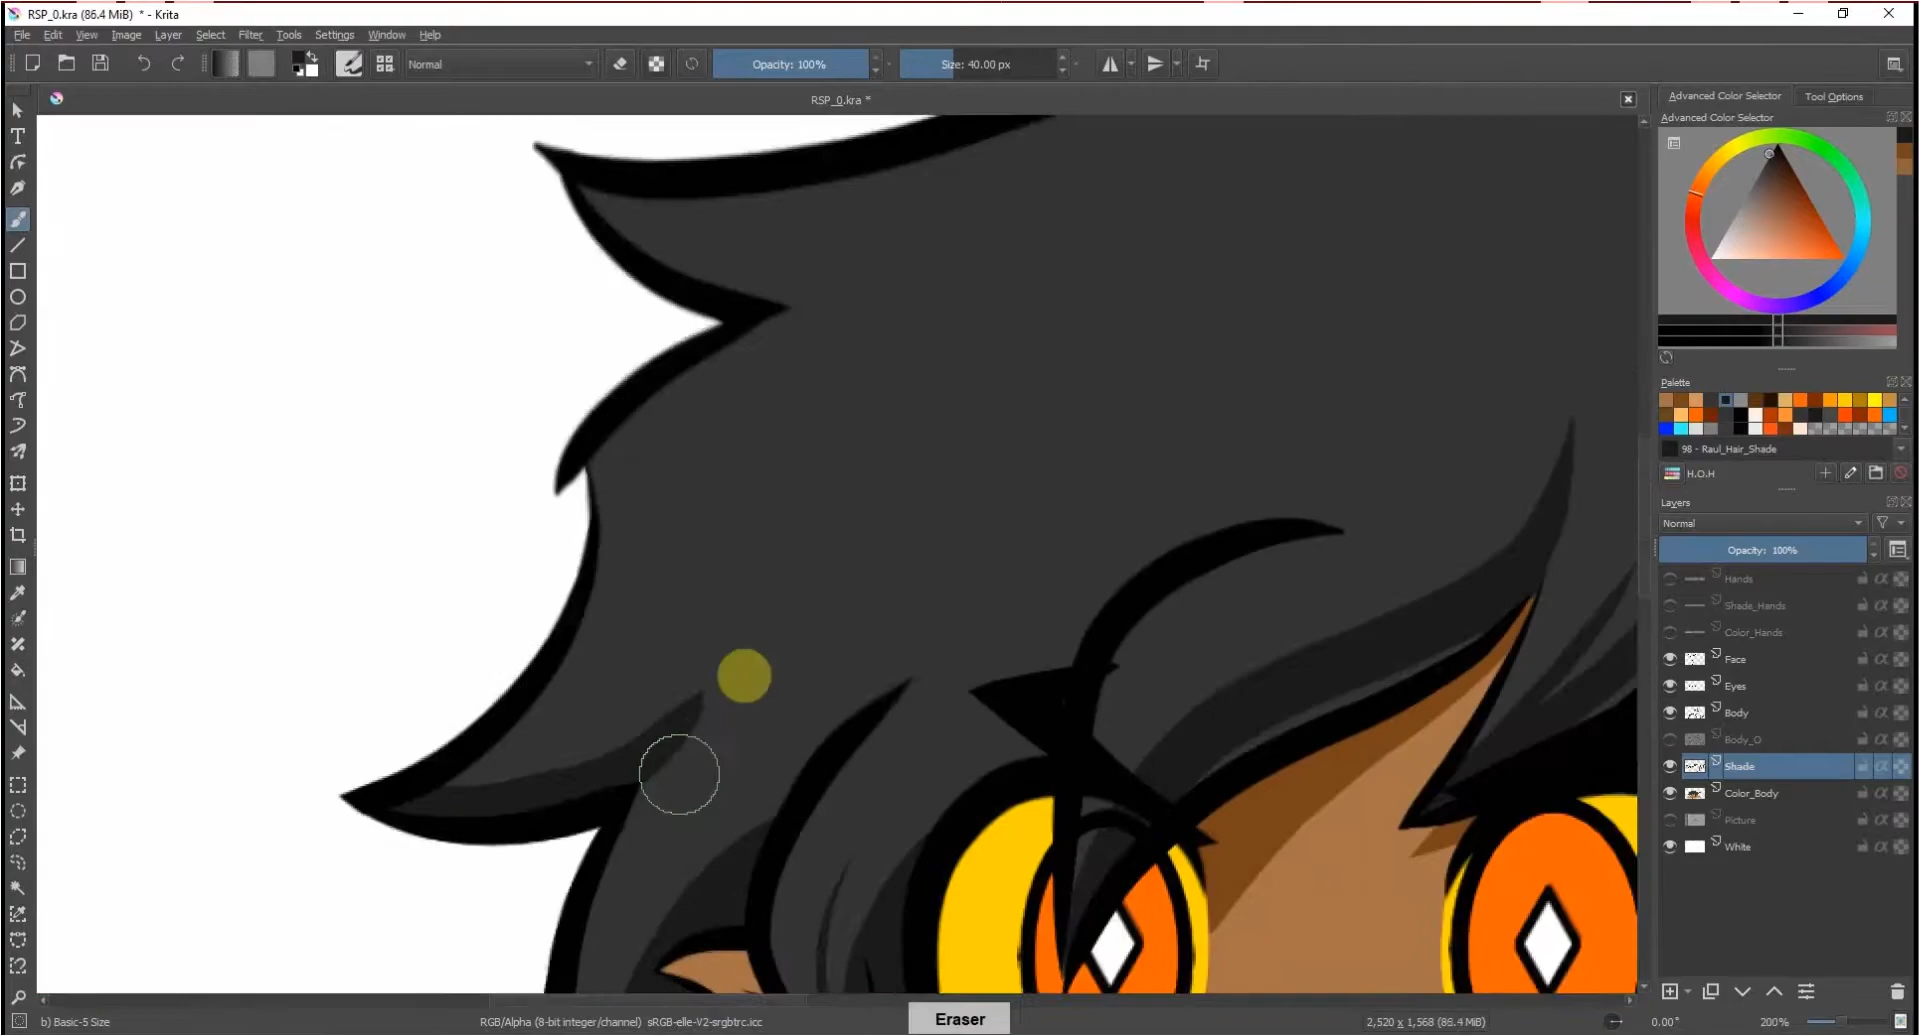 RSP_0.kra (86.4 MiB) * - Krita
File Edit View Image Layer Select Filter Tools Settings Window Help
Normal Opacity: 100% Size: 40.00 px
RSP_0.kra *
Advanced Color Selector Tool Options
Advanced Color Selector
Palette
98 - Raul_Hair_Shade
H.O.H
Layers
Normal
Opacity: 100%
Hands
Shade_Hands
Color_Hands
Face
Eyes
Body
Body_O
Shade
Color_Body
Picture
White
b) Basic-5 Size RGB/Alpha (8-bit integer/channel) sRGB-elle-V2-srgbtrc.icc Eraser 2,520 x 1,568 (86.4 MiB) 0.00° 200%